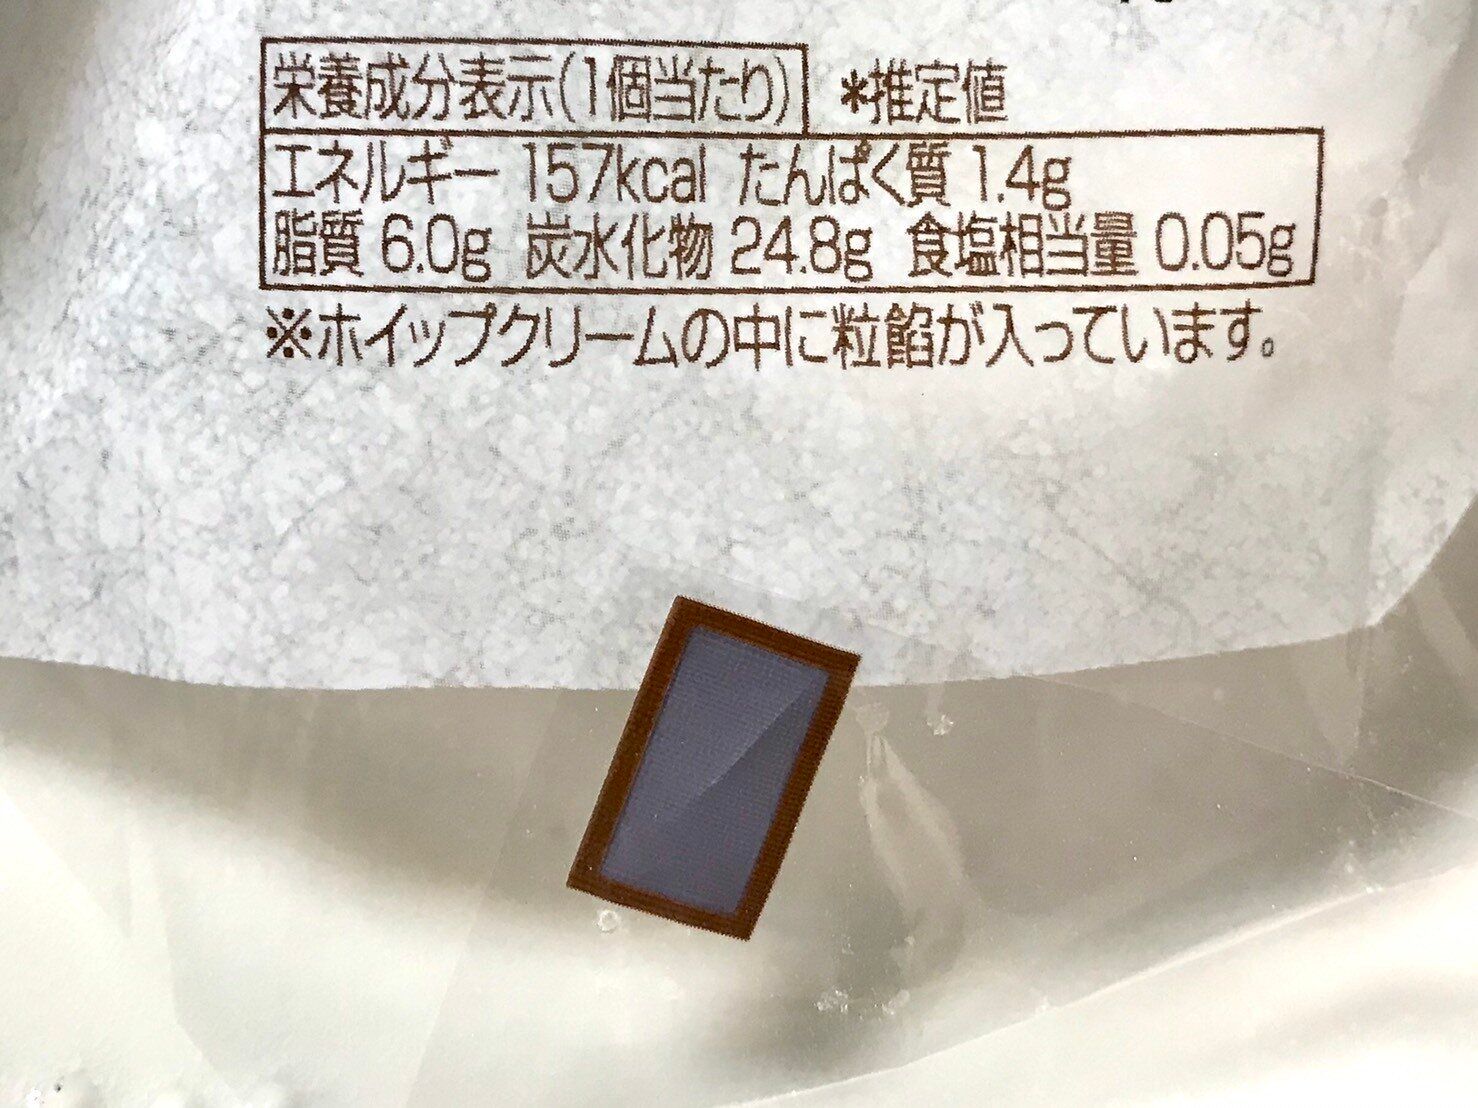 栄養成分表示(1個当たり) *推定値
エネルギー 157kcal たんぱく質 1.4g
脂質 6.0g 炭水化物 24.8g 食塩相当量 0.05g
※ホイップクリームの中に粒餡が入っています。